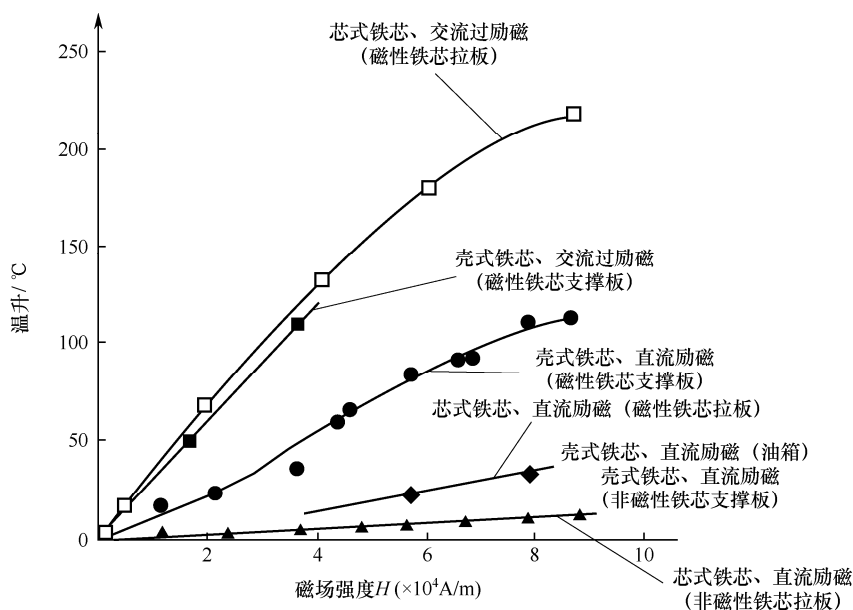 芯式铁芯、交流过励磁
（磁性铁芯拉板）
250
200
150
100
50
0
温升/℃
壳式铁芯、交流过励磁
（磁性铁芯支撑板）
壳式铁芯、直流励磁
（磁性铁芯支撑板）
芯式铁芯、直流励磁（磁性铁芯拉板）
壳式铁芯、直流励磁（油箱）
壳式铁芯、直流励磁
（非磁性铁芯支撑板）
2 4 6 8 10
磁场强度H (×10⁴A/m)
芯式铁芯、直流励磁
（非磁性铁芯拉板）